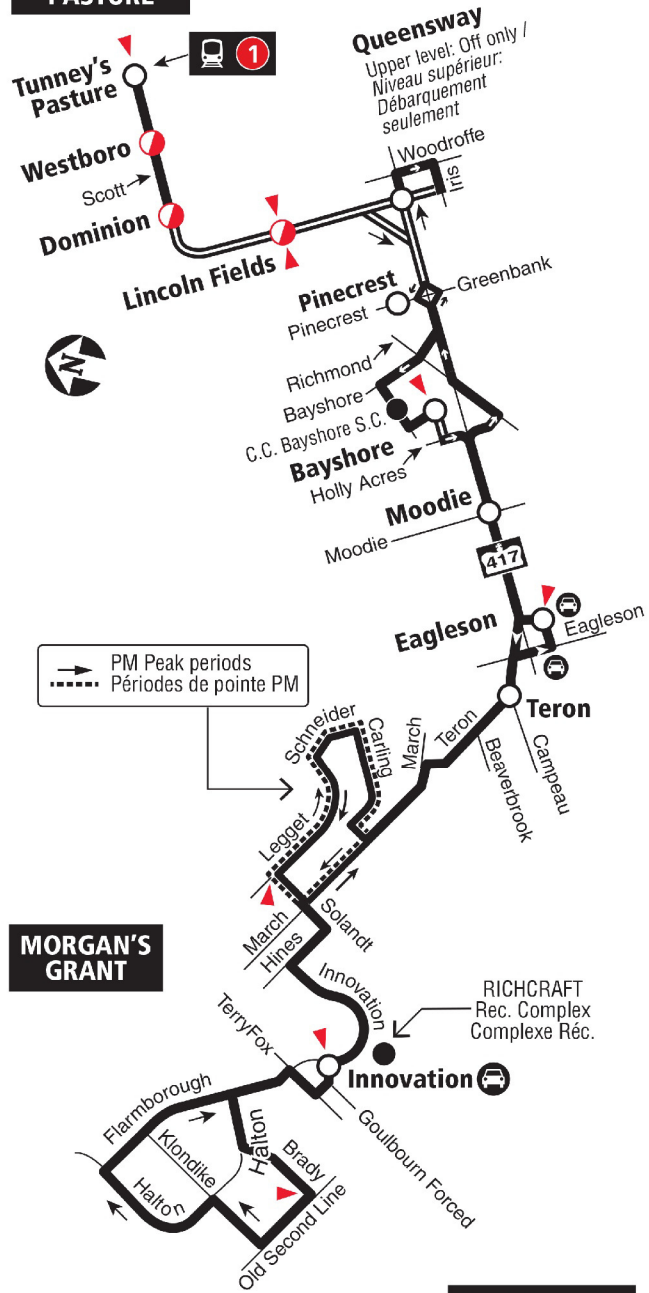 PASTURE
1
Tunney's
Pasture
Westboro
Scott
Dominion
Lincoln Fields
Queensway
Upper level: Off only /
Niveau supérieur:
Débarquement
seulement
Woodroffe
Iris
Pinecrest
Pinecrest
Greenbank
N
Richmond
Bayshore
C.C. Bayshore S.C.
Bayshore
Holly Acres
Moodie
Moodie
417
Eagleson
Eagleson
PM Peak periods
Périodes de pointe PM
Teron
Schneider
Carling
March
Teron
Beaverbrook
Campeau
Legget
March
Solandt
Hines
MORGAN'S
GRANT
Innovation
RICHCRAFT
Rec. Complex
Complexe Réc.
TerryFox
Innovation
Flarmborough
Klondike
Halton
Halton
Brady
Old Second Line
Goulbourn Forced